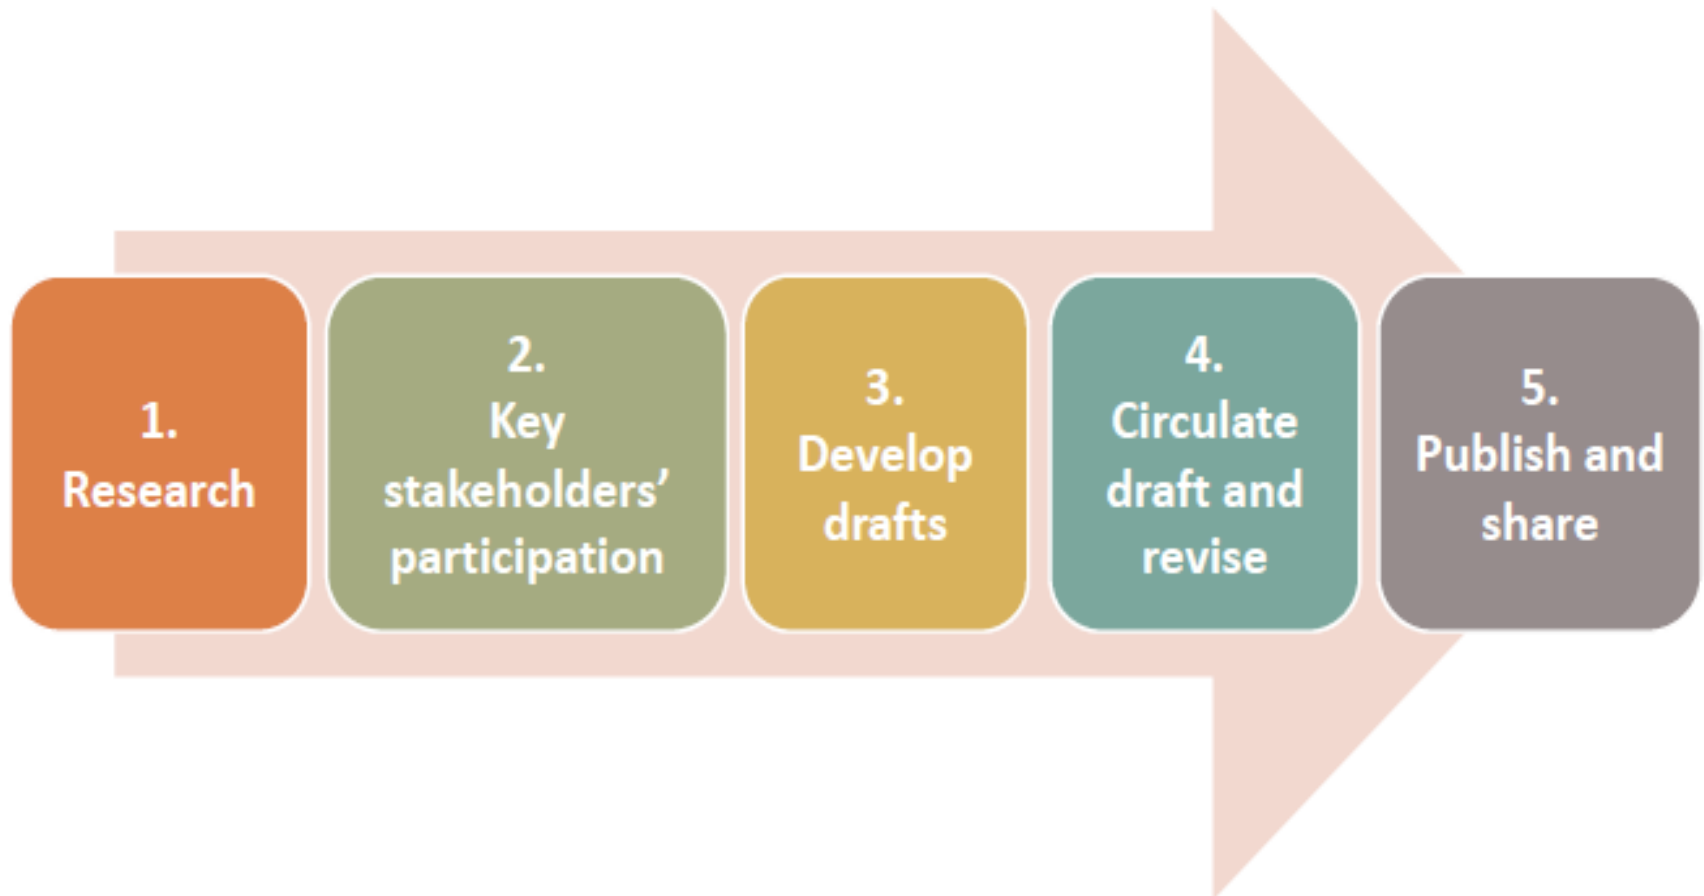 1.
Research
2.
Key
stakeholders’
participation
3.
Develop
drafts
4.
Circulate
draft and
revise
5.
Publish and
share